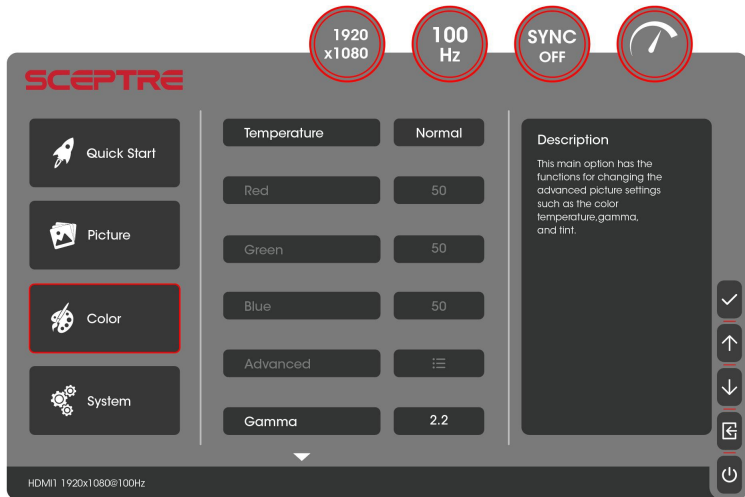 1920
x1080
100
Hz
SYNC
OFF
SCEPTRE
Quick Start
Picture
Color
System
Temperature Normal
Red 50
Green 50
Blue 50
Advanced
Gamma 2.2
Description
This main option has the
functions for changing the
advanced picture settings
such as the color
temperature,gamma,
and tint.
HDMI1 1920x1080@100Hz